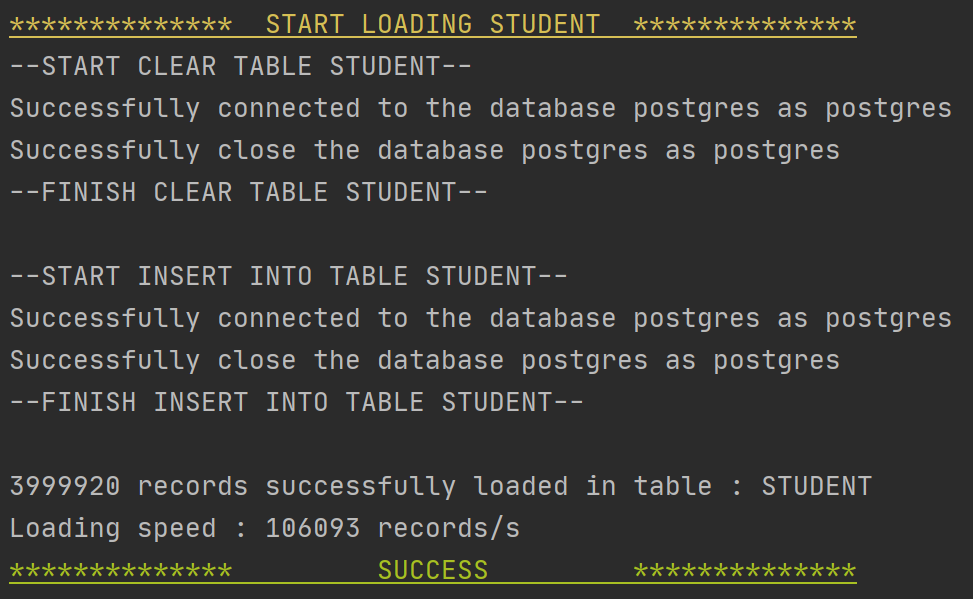 ************** START LOADING STUDENT **************
--START CLEAR TABLE STUDENT--
Successfully connected to the database postgres as postgres
Successfully close the database postgres as postgres
--FINISH CLEAR TABLE STUDENT--
--START INSERT INTO TABLE STUDENT--
Successfully connected to the database postgres as postgres
Successfully close the database postgres as postgres
--FINISH INSERT INTO TABLE STUDENT--
3999920 records successfully loaded in table : STUDENT
Loading speed : 106093 records/s
************** SUCCESS **************